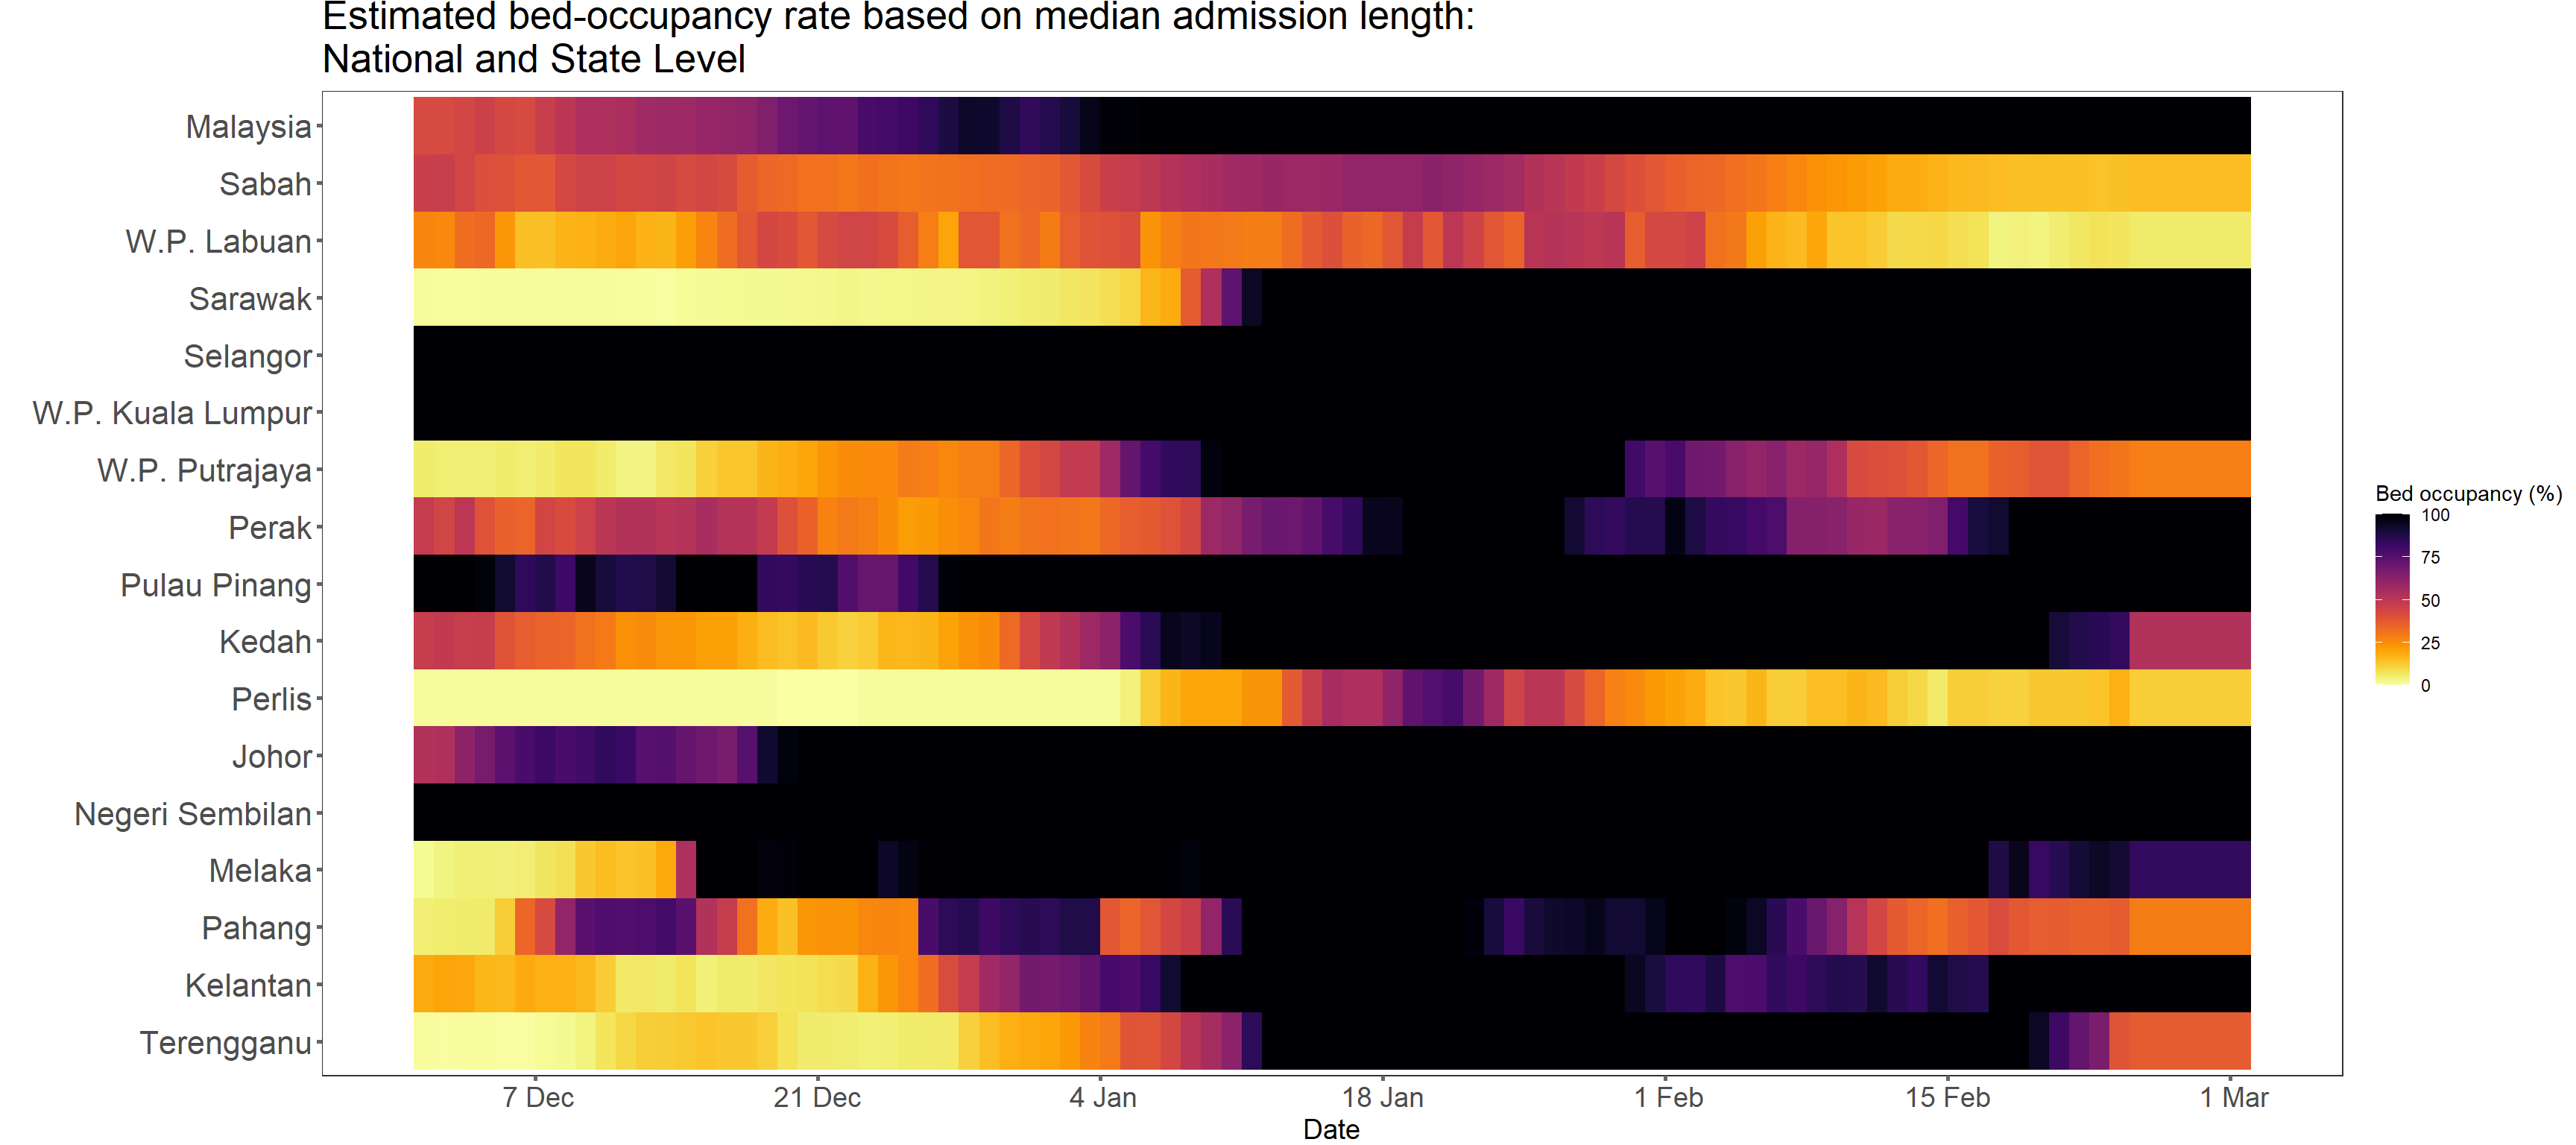 Estimated bed-occupancy rate based on median admission length:
National and State Level
Malaysia
Sabah
W.P. Labuan
Sarawak
Selangor
W.P. Kuala Lumpur
W.P. Putrajaya
Perak
Pulau Pinang
Kedah
Perlis
Johor
Negeri Sembilan
Melaka
Pahang
Kelantan
Terengganu
7 Dec 21 Dec 4 Jan 18 Jan 1 Feb 15 Feb 1 Mar
Date
Bed occupancy (%)
100
75
50
25
0